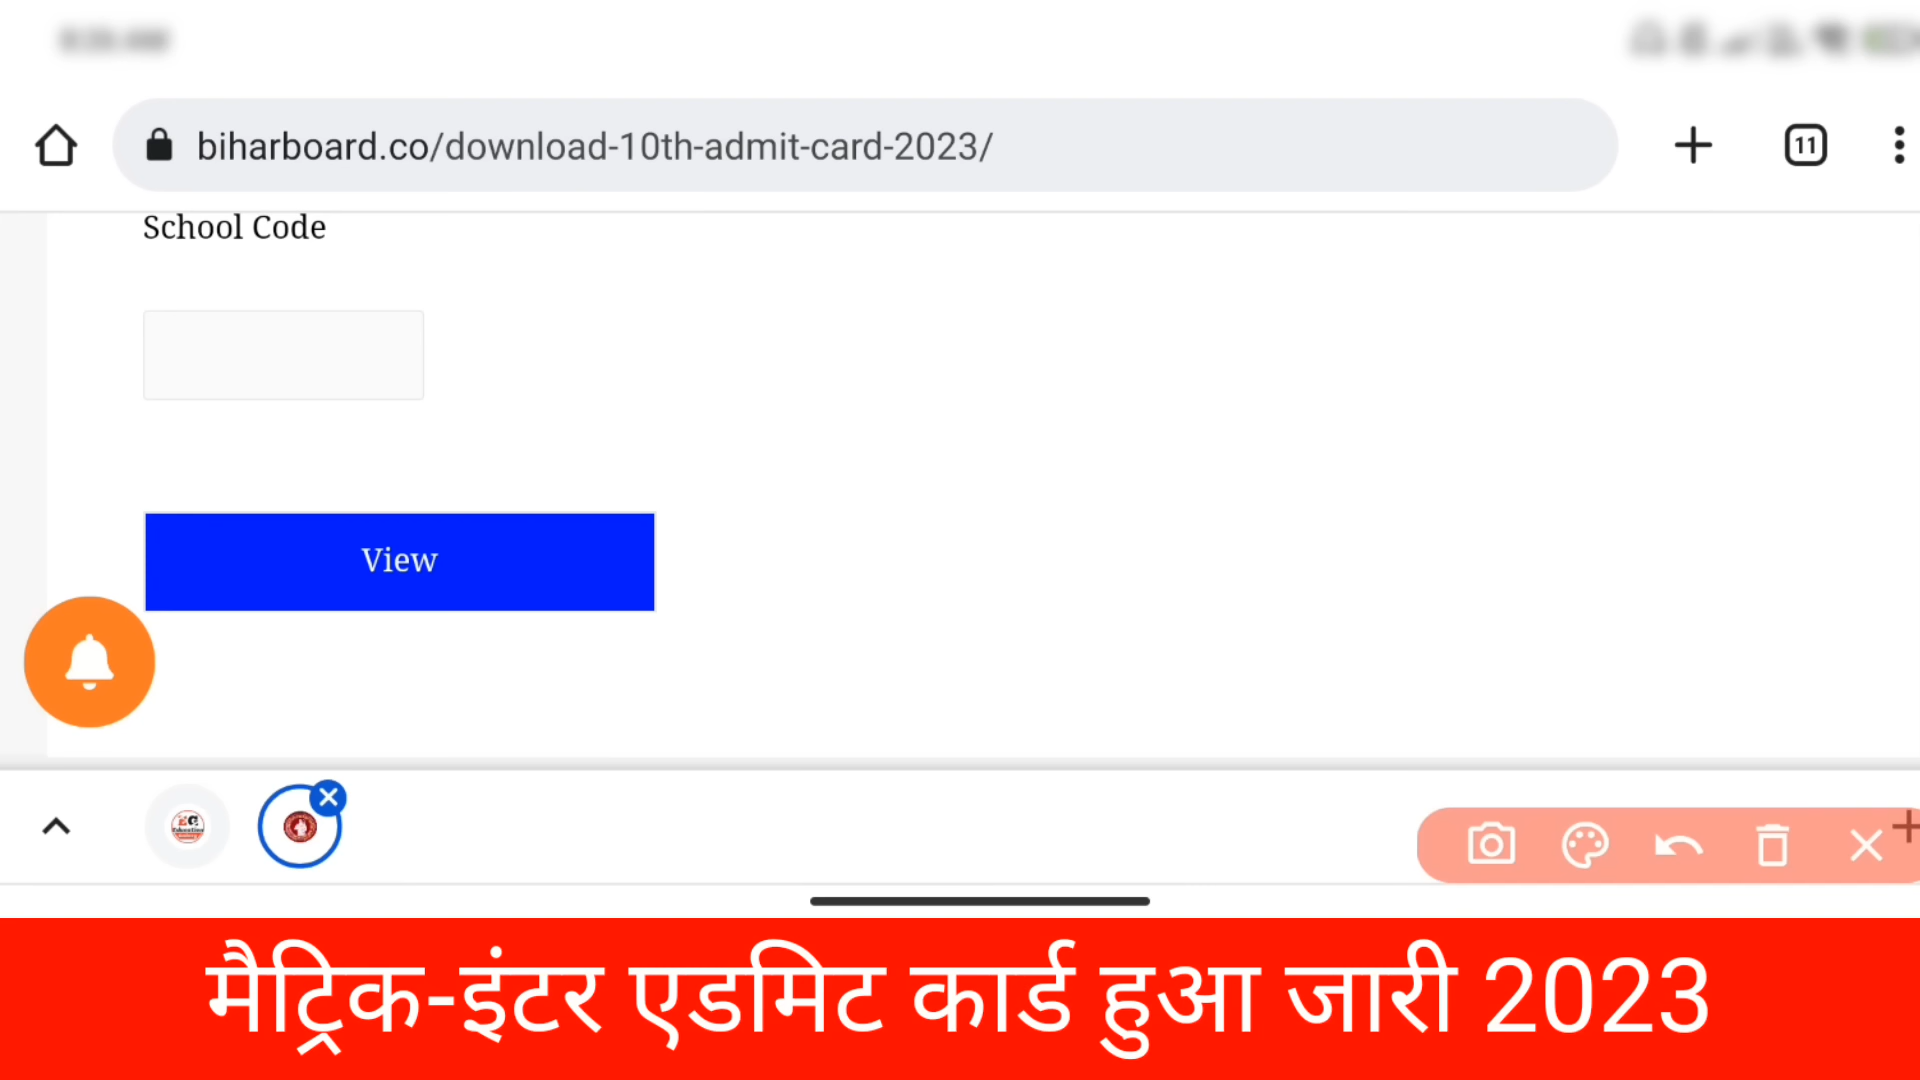 biharboard.co/download-10th-admit-card-2023/
11
School Code
View
मैट्रिक-इंटर एडमिट कार्ड हुआ जारी 2023